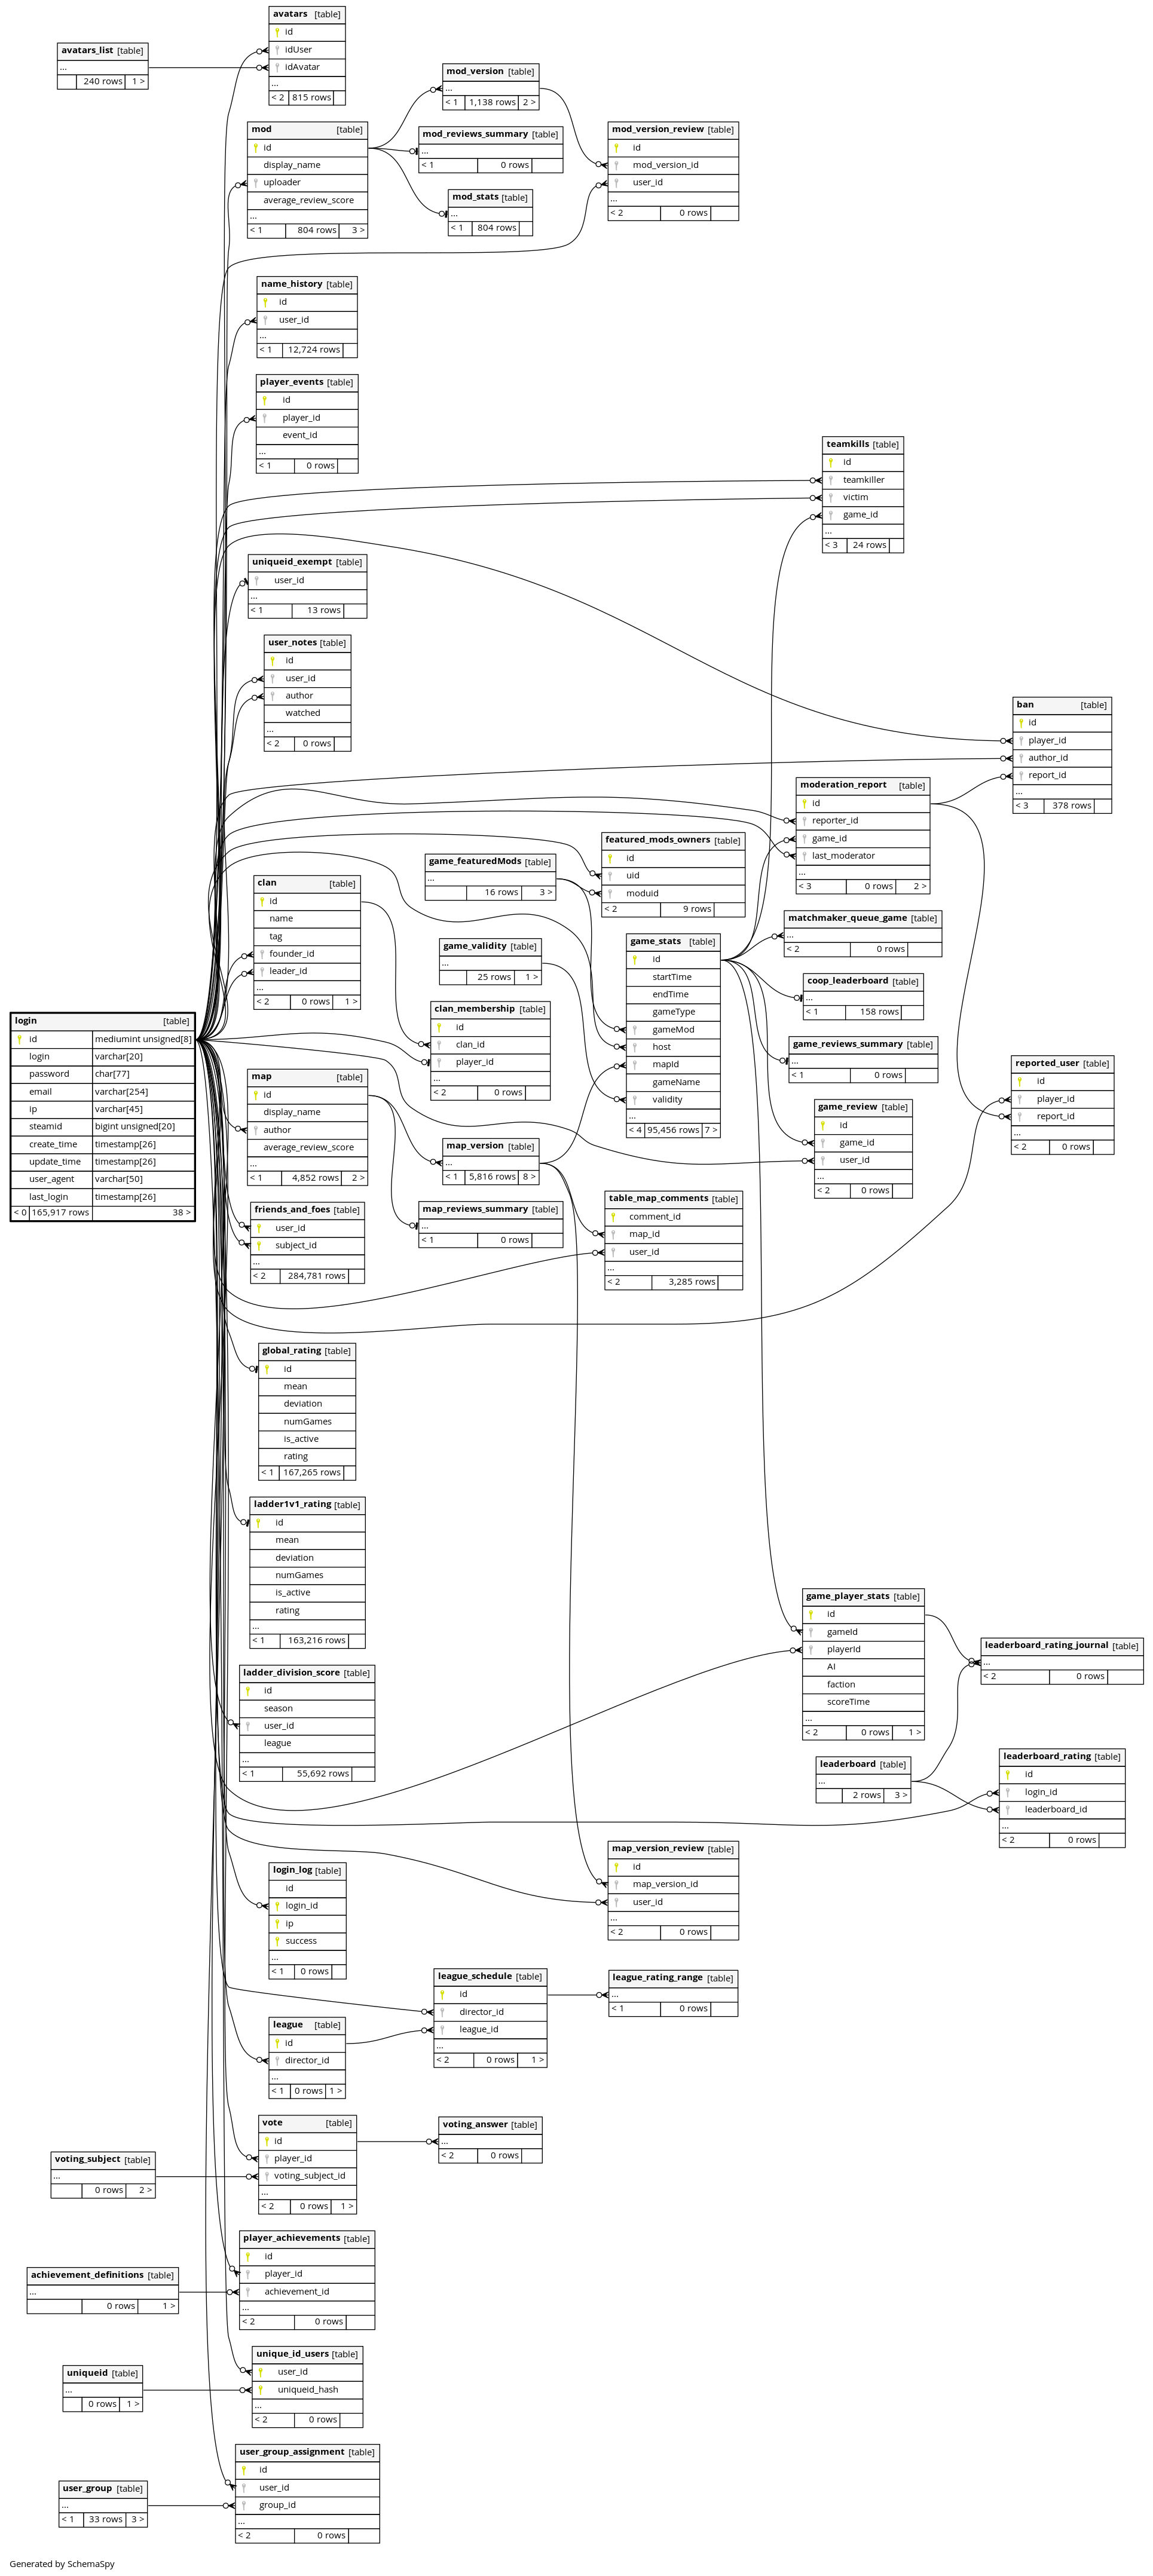 avatars [table]
id
idUser
idAvatar
...
< 2 815 rows
avatars_list [table]
...
240 rows 1 >
mod_version [table]
...
< 1 1,138 rows 2 >
mod [table]
id
display_name
uploader
average_review_score
...
< 1 804 rows 3 >
mod_reviews_summary [table]
...
< 1 0 rows
mod_stats [table]
...
< 1 804 rows
mod_version_review [table]
id
mod_version_id
user_id
...
< 2 0 rows
name_history [table]
id
user_id
...
< 1 12,724 rows
player_events [table]
id
player_id
event_id
...
< 1 0 rows
teamkills [table]
id
teamkiller
victim
game_id
...
< 3 24 rows
uniqueid_exempt [table]
user_id
...
< 1 13 rows
user_notes [table]
id
user_id
author
watched
...
< 2 0 rows
ban [table]
id
player_id
author_id
report_id
...
< 3 378 rows
moderation_report [table]
id
reporter_id
game_id
last_moderator
...
< 3 0 rows 2 >
featured_mods_owners [table]
id
uid
moduid
< 2 9 rows
game_featuredMods [table]
...
16 rows 3 >
clan [table]
id
name
tag
founder_id
leader_id
...
< 2 0 rows 1 >
matchmaker_queue_game [table]
...
< 2 0 rows
game_stats [table]
id
startTime
endTime
gameType
gameMod
host
mapId
gameName
validity
...
< 4 95,456 rows 7 >
game_validity [table]
...
25 rows 1 >
coop_leaderboard [table]
...
< 1 158 rows
clan_membership [table]
id
clan_id
player_id
...
< 2 0 rows
login [table]
id mediumint unsigned[8]
login varchar[20]
password char[77]
email varchar[254]
ip varchar[45]
steamid bigint unsigned[20]
create_time timestamp[26]
update_time timestamp[26]
user_agent varchar[50]
last_login timestamp[26]
< 0 165,917 rows 38 >
game_reviews_summary [table]
...
< 1 0 rows
reported_user [table]
id
player_id
report_id
...
< 2 0 rows
map [table]
id
display_name
author
average_review_score
...
< 1 4,852 rows 2 >
game_review [table]
id
game_id
user_id
...
< 2 0 rows
map_version [table]
...
< 1 5,816 rows 8 >
table_map_comments [table]
comment_id
map_id
user_id
...
< 2 3,285 rows
map_reviews_summary [table]
...
< 1 0 rows
friends_and_foes [table]
user_id
subject_id
...
< 2 284,781 rows
global_rating [table]
id
mean
deviation
numGames
is_active
rating
< 1 167,265 rows
ladder1v1_rating [table]
id
mean
deviation
numGames
is_active
rating
...
< 1 163,216 rows
game_player_stats [table]
id
gameId
playerId
AI
faction
scoreTime
...
< 2 0 rows 1 >
leaderboard_rating_journal [table]
...
< 2 0 rows
ladder_division_score [table]
id
season
user_id
league
...
< 1 55,692 rows
leaderboard [table]
...
2 rows 3 >
leaderboard_rating [table]
id
login_id
leaderboard_id
...
< 2 0 rows
map_version_review [table]
id
map_version_id
user_id
...
< 2 0 rows
login_log [table]
id
login_id
ip
success
...
< 1 0 rows
league_schedule [table]
id
director_id
league_id
...
< 2 0 rows 1 >
league_rating_range [table]
...
< 1 0 rows
league [table]
id
director_id
...
< 1 0 rows 1 >
vote [table]
id
player_id
voting_subject_id
...
< 2 0 rows 1 >
voting_answer [table]
...
< 2 0 rows
voting_subject [table]
...
0 rows 2 >
player_achievements [table]
id
player_id
achievement_id
...
< 2 0 rows
achievement_definitions [table]
...
0 rows 1 >
unique_id_users [table]
user_id
uniqueid_hash
...
< 2 0 rows
uniqueid [table]
...
0 rows 1 >
user_group_assignment [table]
id
user_id
group_id
...
< 2 0 rows
user_group [table]
...
< 1 33 rows 3 >
Generated by SchemaSpy